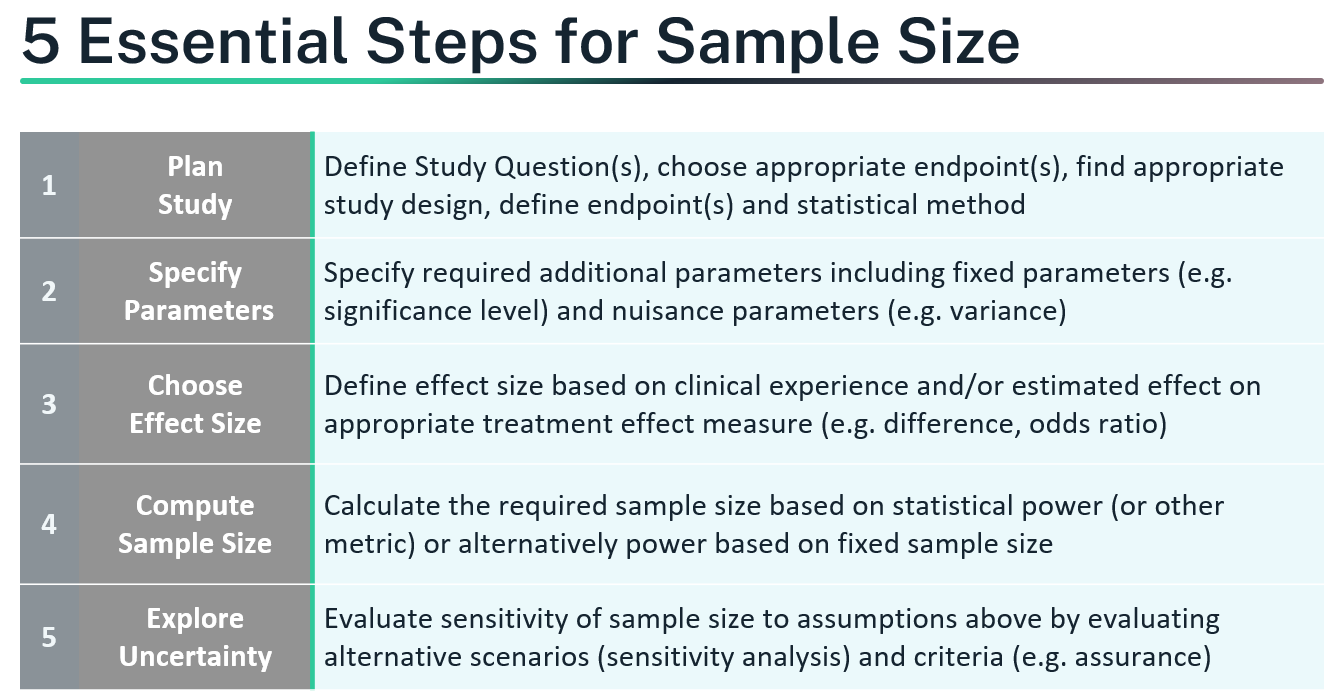 5 Essential Steps for Sample Size
1
Plan
Study
Define Study Question(s), choose appropriate endpoint(s), find appropriate
study design, define endpoint(s) and statistical method
2
Specify
Parameters
Specify required additional parameters including fixed parameters (e.g.
significance level) and nuisance parameters (e.g. variance)
3
Choose
Effect Size
Define effect size based on clinical experience and/or estimated effect on
appropriate treatment effect measure (e.g. difference, odds ratio)
4
Compute
Sample Size
Calculate the required sample size based on statistical power (or other
metric) or alternatively power based on fixed sample size
5
Explore
Uncertainty
Evaluate sensitivity of sample size to assumptions above by evaluating
alternative scenarios (sensitivity analysis) and criteria (e.g. assurance)